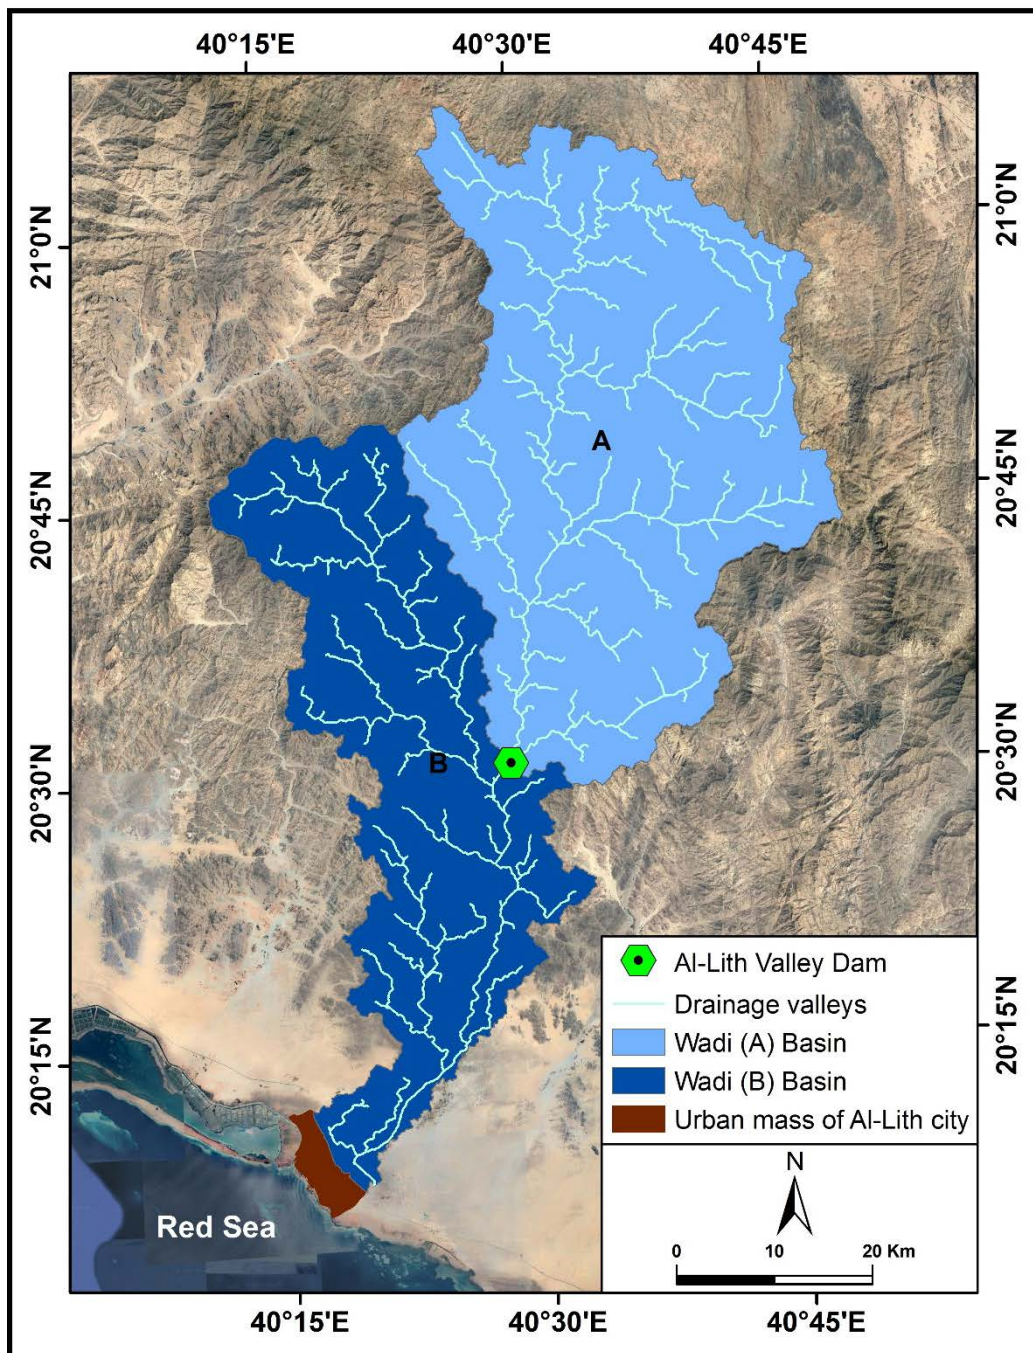 40°15'E 40°30'E 40°45'E
21°0'N
21°0'N
A
20°45'N
20°45'N
20°30'N
B
20°30'N
Al-Lith Valley Dam
Drainage valleys
20°15'N
Wadi (A) Basin
20°15'N
Wadi (B) Basin
Urban mass of Al-Lith city
N
Red Sea
0 10 20 Km
40°15'E 40°30'E 40°45'E